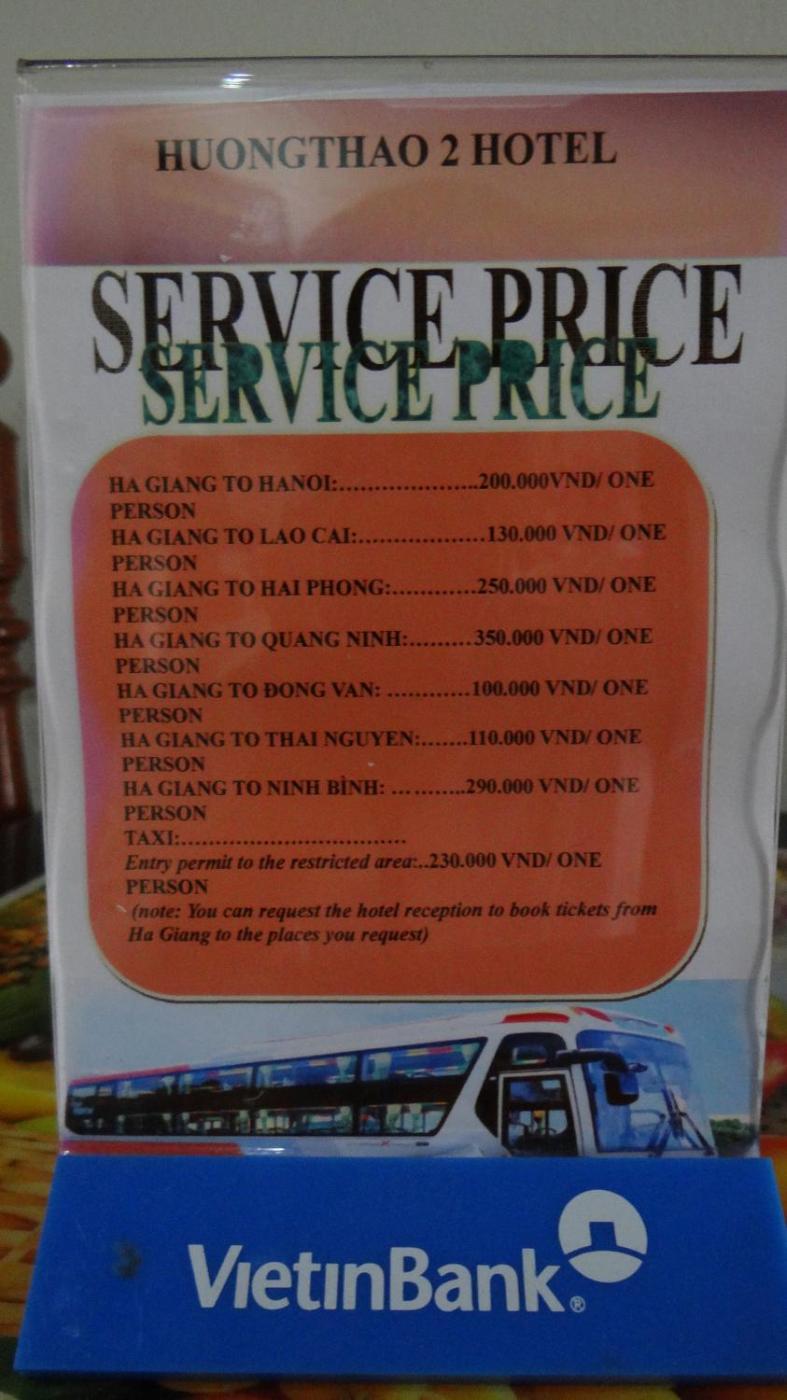 HUONGTHAO 2 HOTEL
SERVICE PRICE
SERVICE PRICE
HA GIANG TO HANOI:.....................200.000VND/ ONE
PERSON
HA GIANG TO LAO CAI:...................130.000 VND/ ONE
PERSON
HA GIANG TO HAI PHONG:............250.000 VND/ ONE
PERSON
HA GIANG TO QUANG NINH:.........350.000 VND/ ONE
PERSON
HA GIANG TO ĐONG VAN: ............100.000 VND/ ONE
PERSON
HA GIANG TO THAI NGUYEN:.......110.000 VND/ ONE
PERSON
HA GIANG TO NINH BÌNH: ... ........290.000 VND/ ONE
PERSON
TAXI:.................................
Entry permit to the restricted area:..230.000 VND/ ONE
PERSON
(note: You can request the hotel reception to book tickets from
Ha Giang to the places you request)
VietinBank®